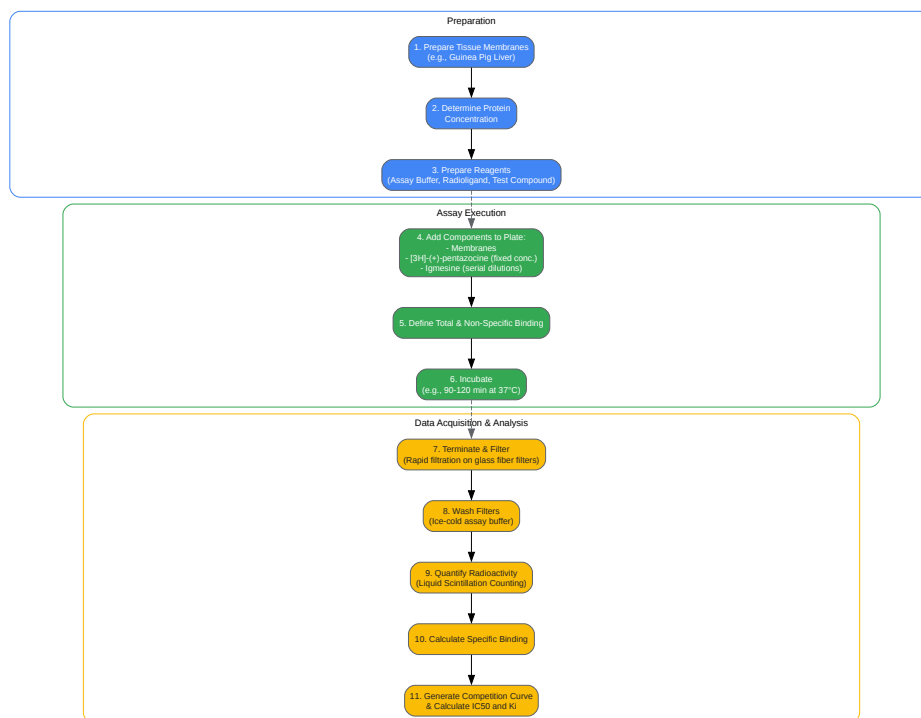 Preparation
1. Prepare Tissue Membranes
(e.g., Guinea Pig Liver)
2. Determine Protein
Concentration
3. Prepare Reagents
(Assay Buffer, Radioligand, Test Compound)
Assay Execution
4. Add Components to Plate:
- Membranes
- [3H]-(+)-pentazocine (fixed conc.)
- Igmesine (serial dilutions)
5. Define Total & Non-Specific Binding
6. Incubate
(e.g., 90-120 min at 37°C)
Data Acquisition & Analysis
7. Terminate & Filter
(Rapid filtration on glass fiber filters)
8. Wash Filters
(Ice-cold assay buffer)
9. Quantify Radioactivity
(Liquid Scintillation Counting)
10. Calculate Specific Binding
11. Generate Competition Curve
& Calculate IC50 and Ki